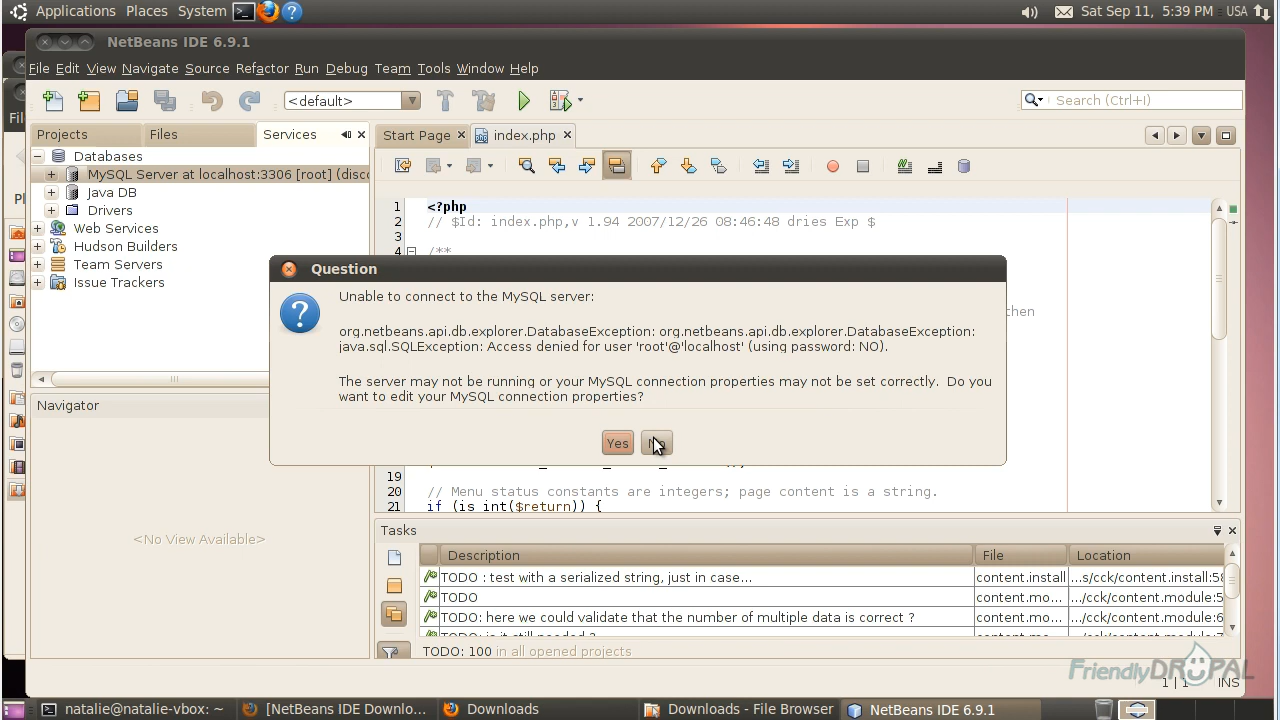 Applications Places System
Sat Sep 11, 5:39 PM USA
NetBeans IDE 6.9.1
File Edit View Navigate Source Refactor Run Debug Team Tools Window Help
<default>
Search (Ctrl+I)
Projects Files Services
Start Page index.php
Databases
MySQL Server at localhost:3306 [root] (disco
Java DB
Drivers
Web Services
Hudson Builders
Team Servers
Issue Trackers
1 <?php
2 // $Id: index.php,v 1.94 2007/12/26 08:46:48 dries Exp $
3
4 /**
then
Question
Unable to connect to the MySQL server:
org.netbeans.api.db.explorer.DatabaseException: org.netbeans.api.db.explorer.DatabaseException:
java.sql.SQLException: Access denied for user 'root'@'localhost' (using password: NO).
The server may not be running or your MySQL connection properties may not be set correctly. Do you
want to edit your MySQL connection properties?
Yes
Navigator
<No View Available>
19
20 // Menu status constants are integers; page content is a string.
21 if (is_int($return)) {
Tasks
Description File Location
TODO : test with a serialized string, just in case... content.install ...s/cck/content.install:58
TODO content.mo... .../cck/content.module:5
TODO: here we could validate that the number of multiple data is correct ? content.mo... .../cck/content.module:6
TODO: is it still needed ?
TODO: 100 in all opened projects
FriendlyDRUPAL
1 | 1 INS
natalie@natalie-vbox: ~
[NetBeans IDE Downlo...
Downloads
Downloads - File Browser
NetBeans IDE 6.9.1